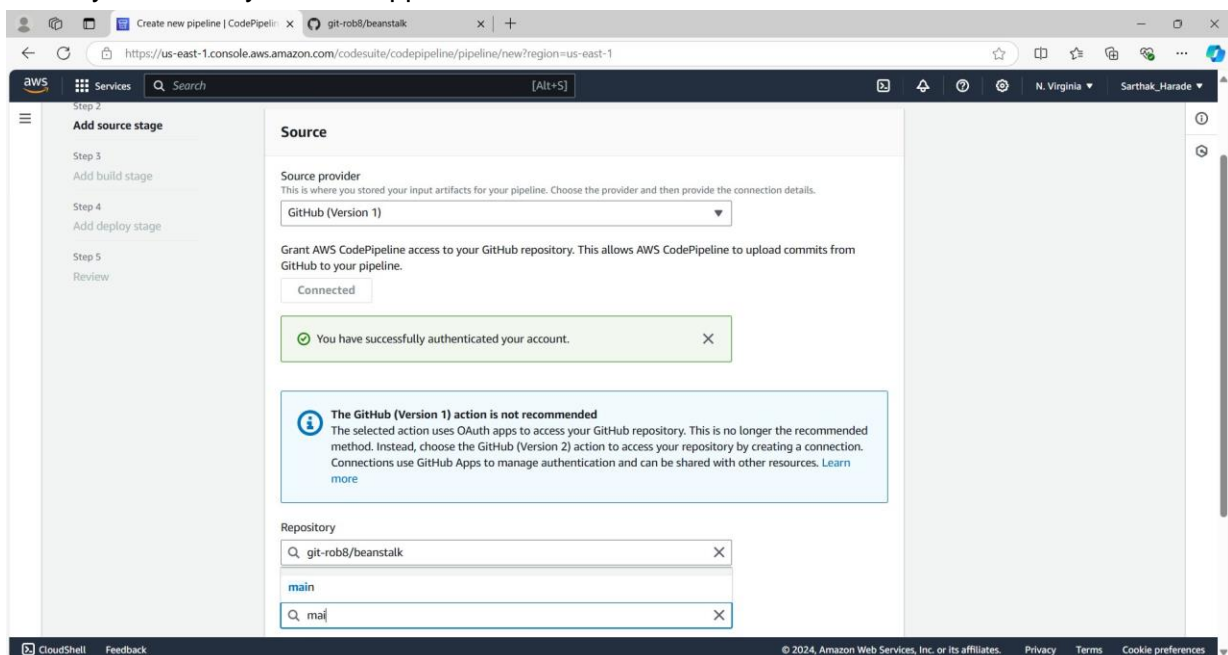 Create new pipeline | CodePipelin
git-rob8/beanstalk
https://us-east-1.console.aws.amazon.com/codesuite/codepipeline/pipeline/new?region=us-east-1
aws
Services
Search
[Alt+S]
N. Virginia
Sarthak_Harade
Step 2
Add source stage
Step 3
Add build stage
Step 4
Add deploy stage
Step 5
Review
Source
Source provider
This is where you stored your input artifacts for your pipeline. Choose the provider and then provide the connection details.
GitHub (Version 1)
Grant AWS CodePipeline access to your GitHub repository. This allows AWS CodePipeline to upload commits from
GitHub to your pipeline.
Connected
You have successfully authenticated your account.
The GitHub (Version 1) action is not recommended
The selected action uses OAuth apps to access your GitHub repository. This is no longer the recommended
method. Instead, choose the GitHub (Version 2) action to access your repository by creating a connection.
Connections use GitHub Apps to manage authentication and can be shared with other resources. Learn
more
Repository
git-rob8/beanstalk
main
mai
CloudShell
Feedback
© 2024, Amazon Web Services, Inc. or its affiliates.
Privacy
Terms
Cookie preferences